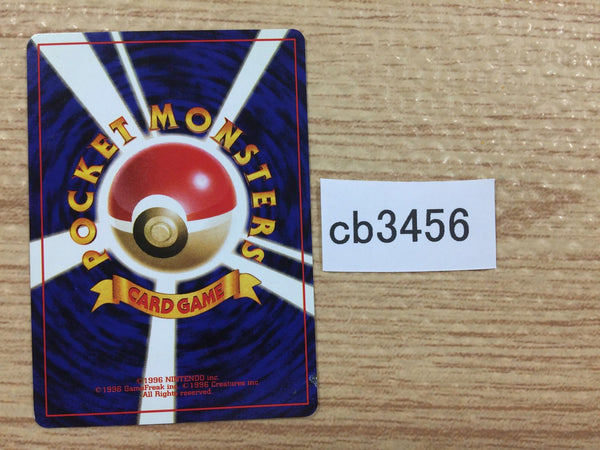 POCKET MONSTERS
CARD GAME
©1996 NINTENDO inc.
©1996 GameFreak inc. ©1996 Creatures inc.
All Rights reserved.
cb3456